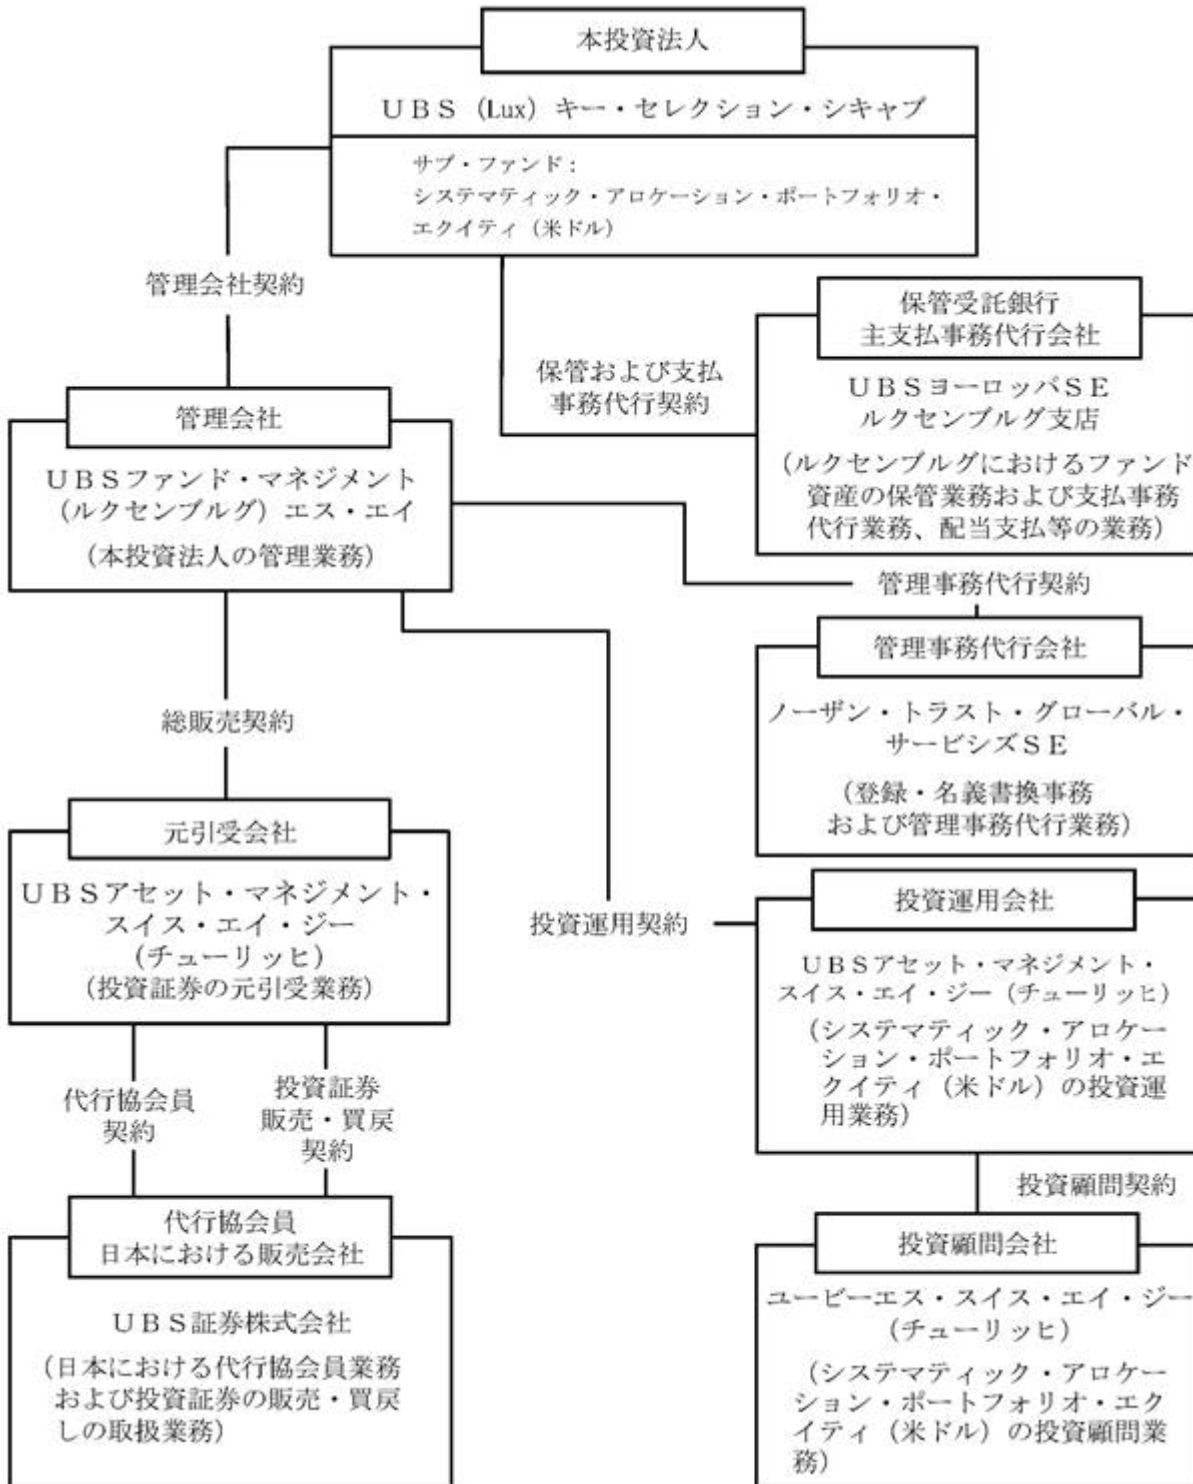 本投資法人
ＵＢＳ（Lux）キー・セレクション・シキャブ
サブ・ファンド：
システマティック・アロケーション・ポートフォリオ・
エクイティ（米ドル）
管理会社契約
保管および支払
事務代行契約
保管受託銀行
主支払事務代行会社
ＵＢＳヨーロッパＳＥ
ルクセンブルグ支店
（ルクセンブルグにおけるファンド
資産の保管業務および支払事務
代行業務、配当支払等の業務）
管理会社
ＵＢＳファンド・マネジメント
（ルクセンブルグ）エス・エイ
（本投資法人の管理業務）
管理事務代行契約
管理事務代行会社
ノーザン・トラスト・グローバル・
サービシズＳＥ
（登録・名義書換事務
および管理事務代行業務）
総販売契約
元引受会社
ＵＢＳアセット・マネジメント・
スイス・エイ・ジー
（チューリッヒ）
（投資証券の元引受業務）
投資運用契約
投資運用会社
ＵＢＳアセット・マネジメント・
スイス・エイ・ジー（チューリッヒ）
（システマティック・アロケー
ション・ポートフォリオ・エ
クイティ（米ドル）の投資運
用業務）
代行協会員
契約
投資証券
販売・買戻
契約
投資顧問契約
代行協会員
日本における販売会社
ＵＢＳ証券株式会社
（日本における代行協会員業務
および投資証券の販売・買戻
しの取扱業務）
投資顧問会社
ユービーエス・スイス・エイ・ジー
（チューリッヒ）
（システマティック・アロケー
ション・ポートフォリオ・エク
イティ（米ドル）の投資顧問業
務）